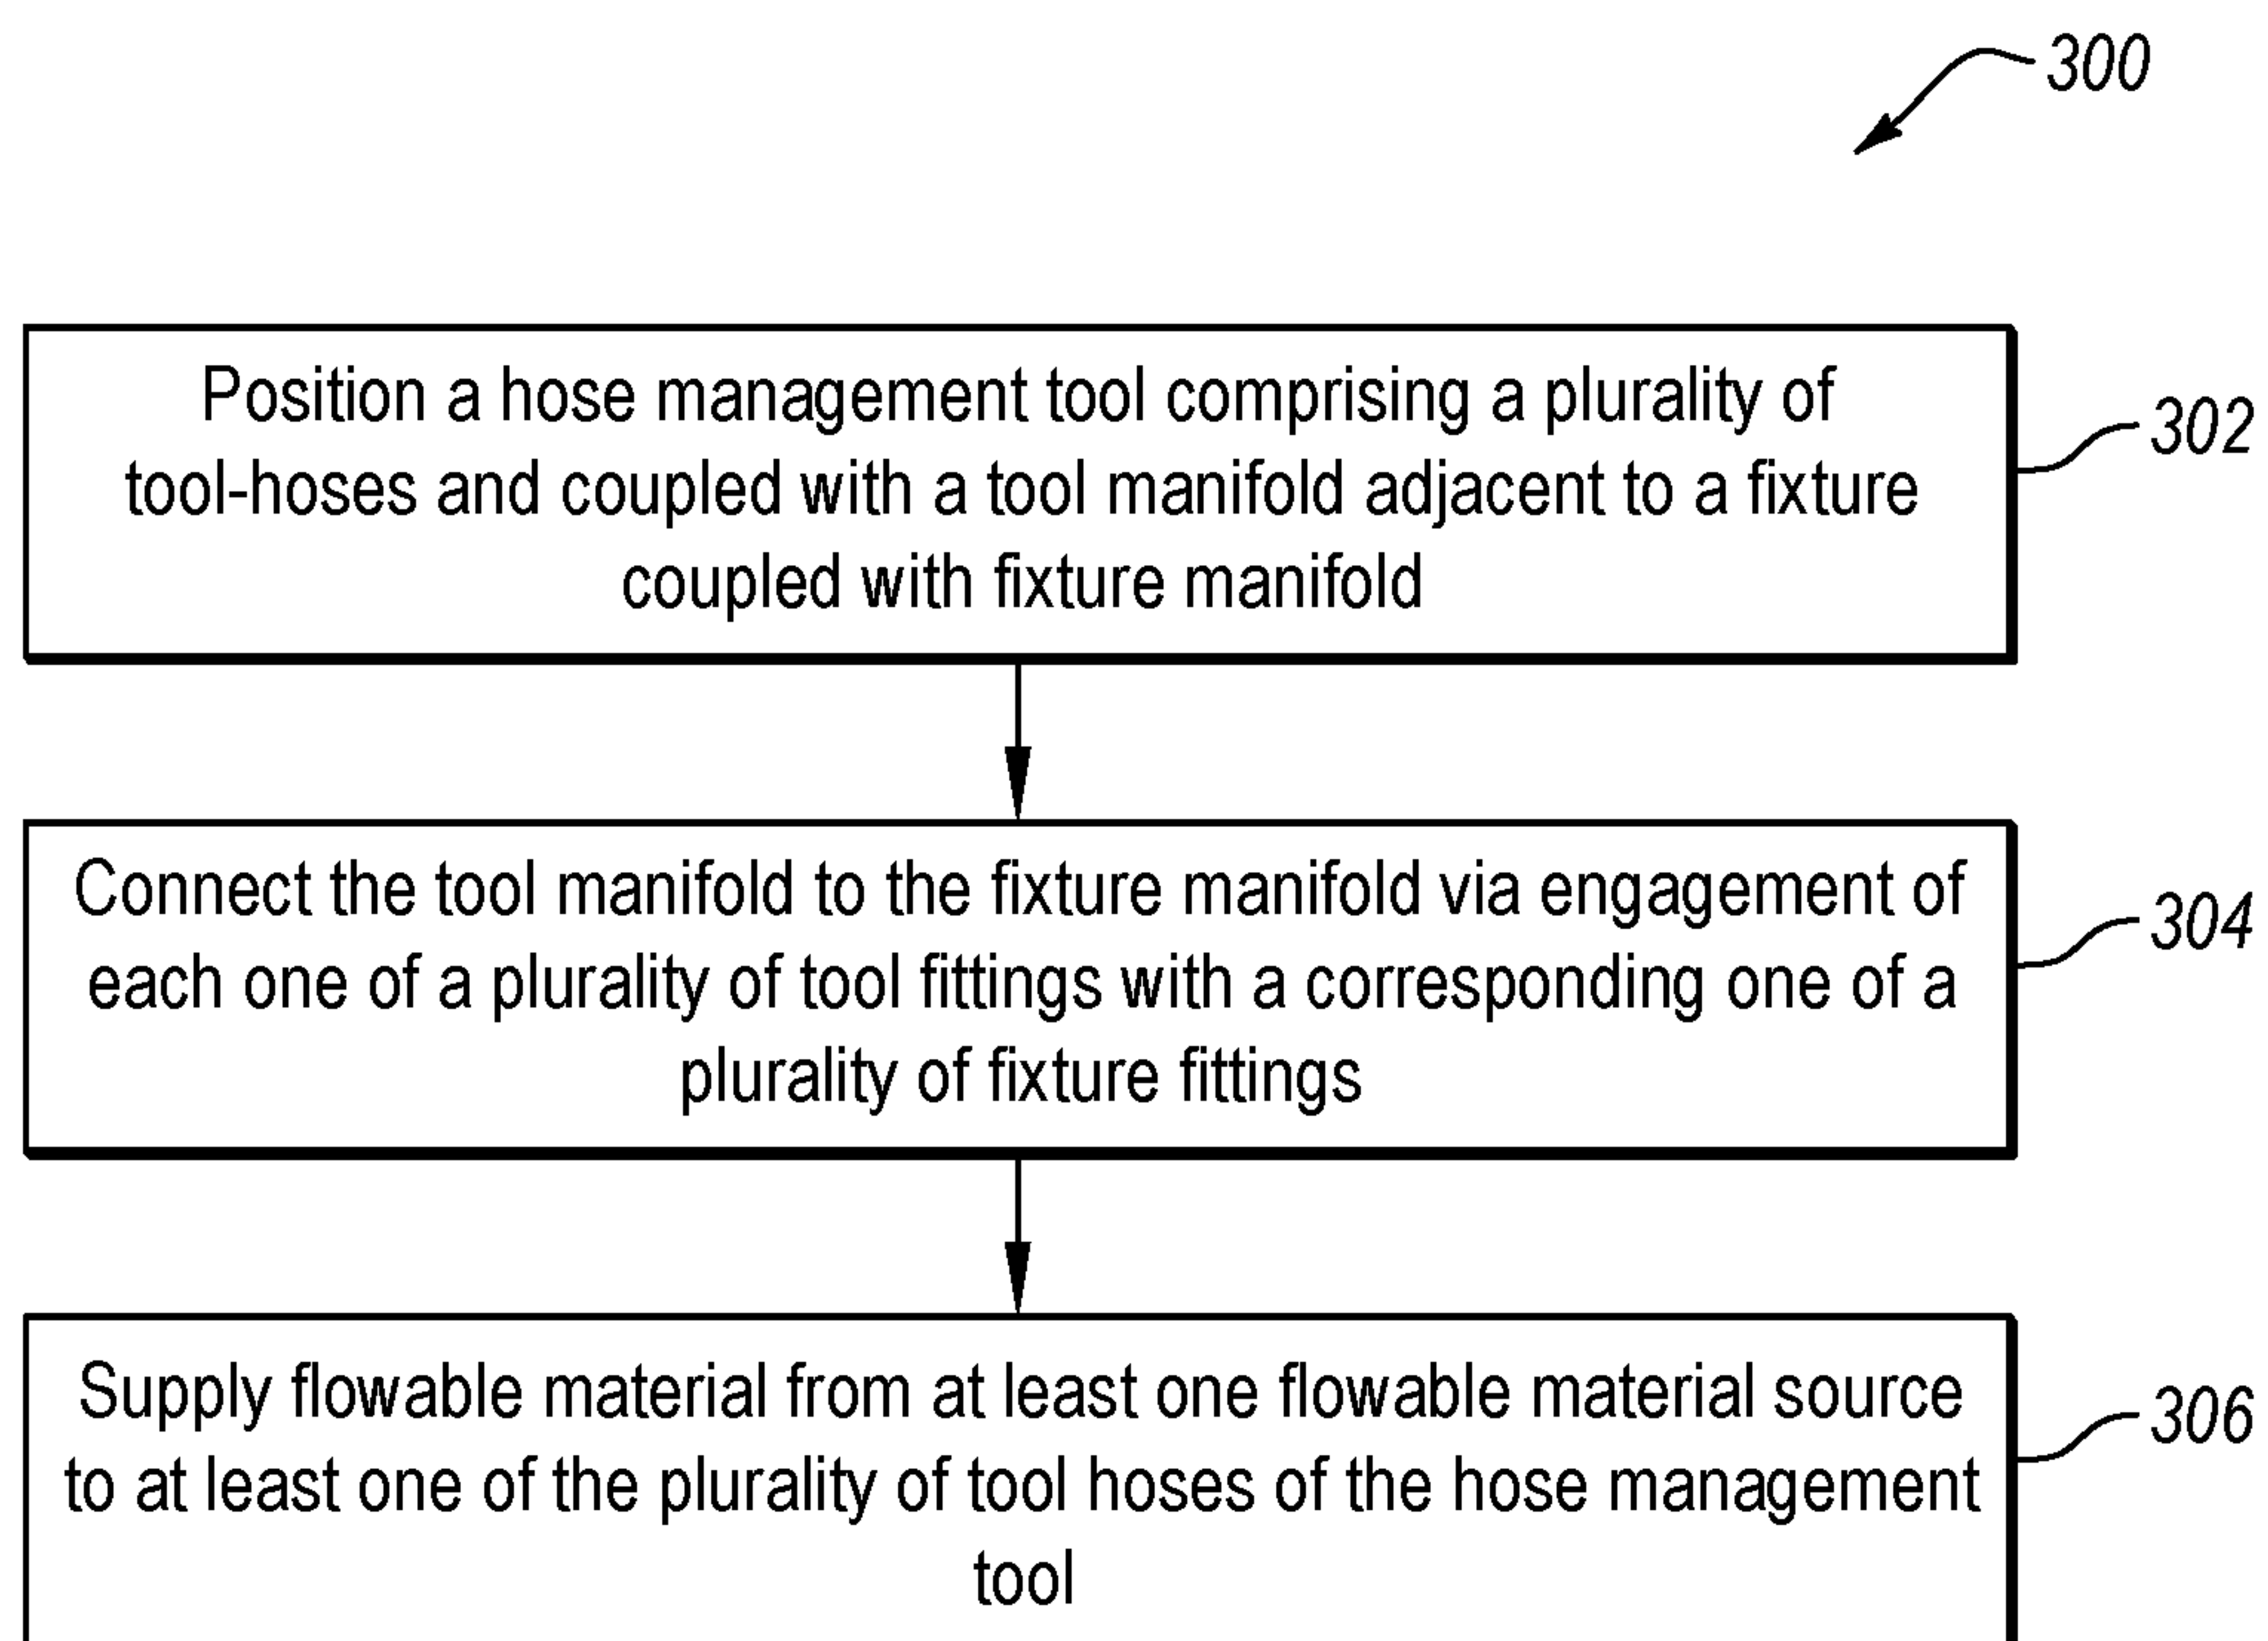 300
Position a hose management tool comprising a plurality of
tool-hoses and coupled with a tool manifold adjacent to a fixture
coupled with fixture manifold
302
Connect the tool manifold to the fixture manifold via engagement of
each one of a plurality of tool fittings with a corresponding one of a
plurality of fixture fittings
304
Supply flowable material from at least one flowable material source
to at least one of the plurality of tool hoses of the hose management
tool
306